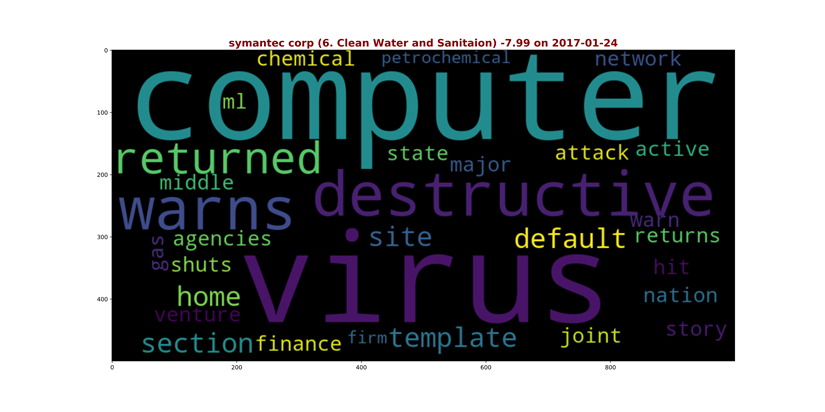 symantec corp (6. Clean Water and Sanitaion) -7.99 on 2017-01-24
0
100
200
300
400
chemical petrochemical network
computer
ml
returned state major attack active
middle destructive
warns warn
agencies site default returns
gas shuts virus hit
home nation
venture
section finance firm template joint story
0 200 400 600 800